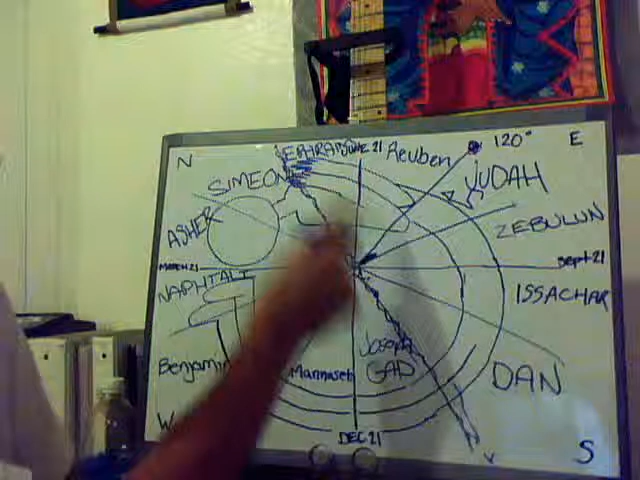 N
EPHRAIM
JUNE 21
Reuben
120°
E
SIMEON
JUDAH
ASHER
ZEBULUN
MARCH 21
Sept 21
NAPHTALI
ISSACHAR
Joseph
Benjamin
Mannaseh
GAD
DAN
W
DEC 21
S